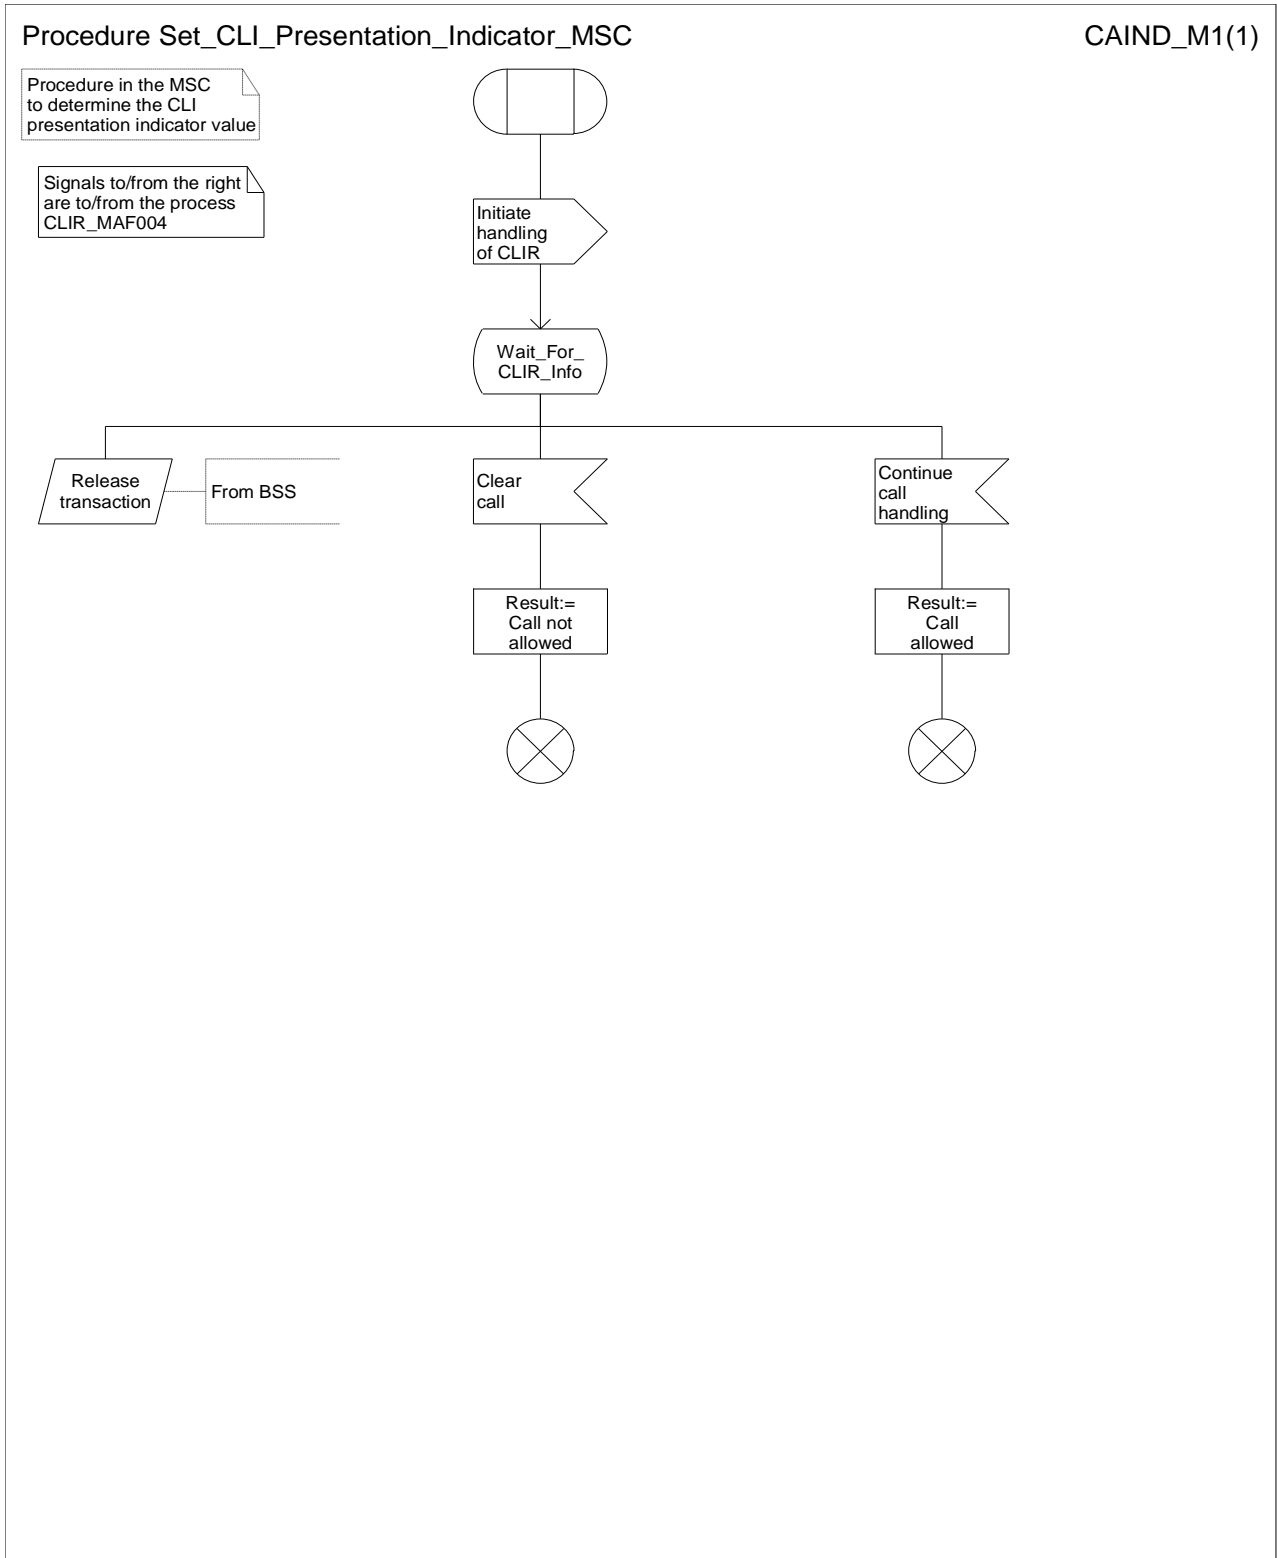 Procedure Set_CLI_Presentation_Indicator_MSC
CAIND_M1(1)
Procedure in the MSC
to determine the CLI
presentation indicator value
Signals to/from the right
are to/from the process
CLIR_MAF004
Initiate
handling
of CLIR
Wait_For_
CLIR_Info
Release
transaction
From BSS
Clear
call
Continue
call
handling
Result:=
Call not
allowed
Result:=
Call
allowed